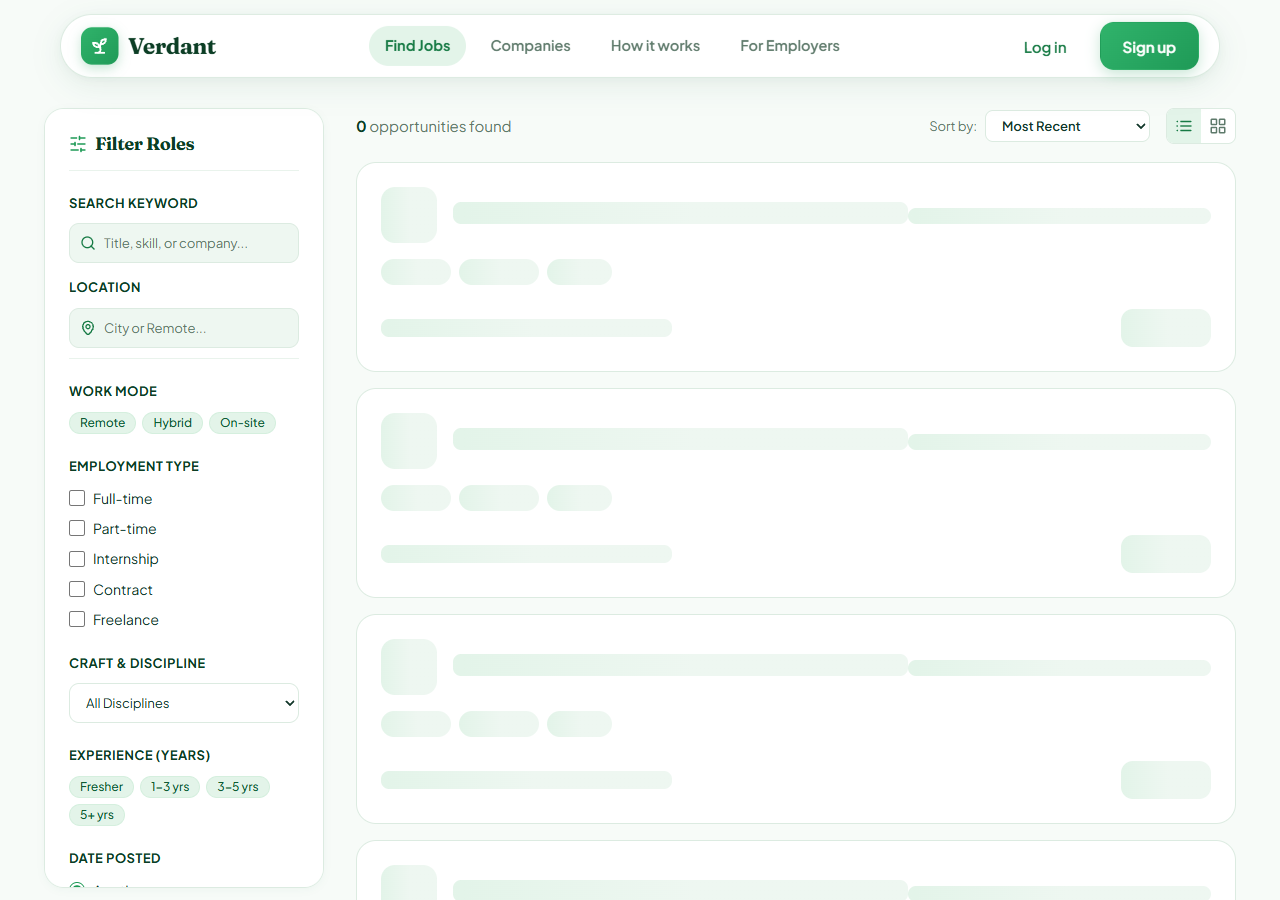 Verdant
Find Jobs
Companies
How it works
For Employers
Log in
Sign up
Filter Roles
SEARCH KEYWORD
Title, skill, or company...
LOCATION
City or Remote...
WORK MODE
Remote
Hybrid
On-site
EMPLOYMENT TYPE
Full-time
Part-time
Internship
Contract
Freelance
CRAFT & DISCIPLINE
All Disciplines
EXPERIENCE (YEARS)
Fresher
1–3 yrs
3–5 yrs
5+ yrs
DATE POSTED
0 opportunities found
Sort by:
Most Recent